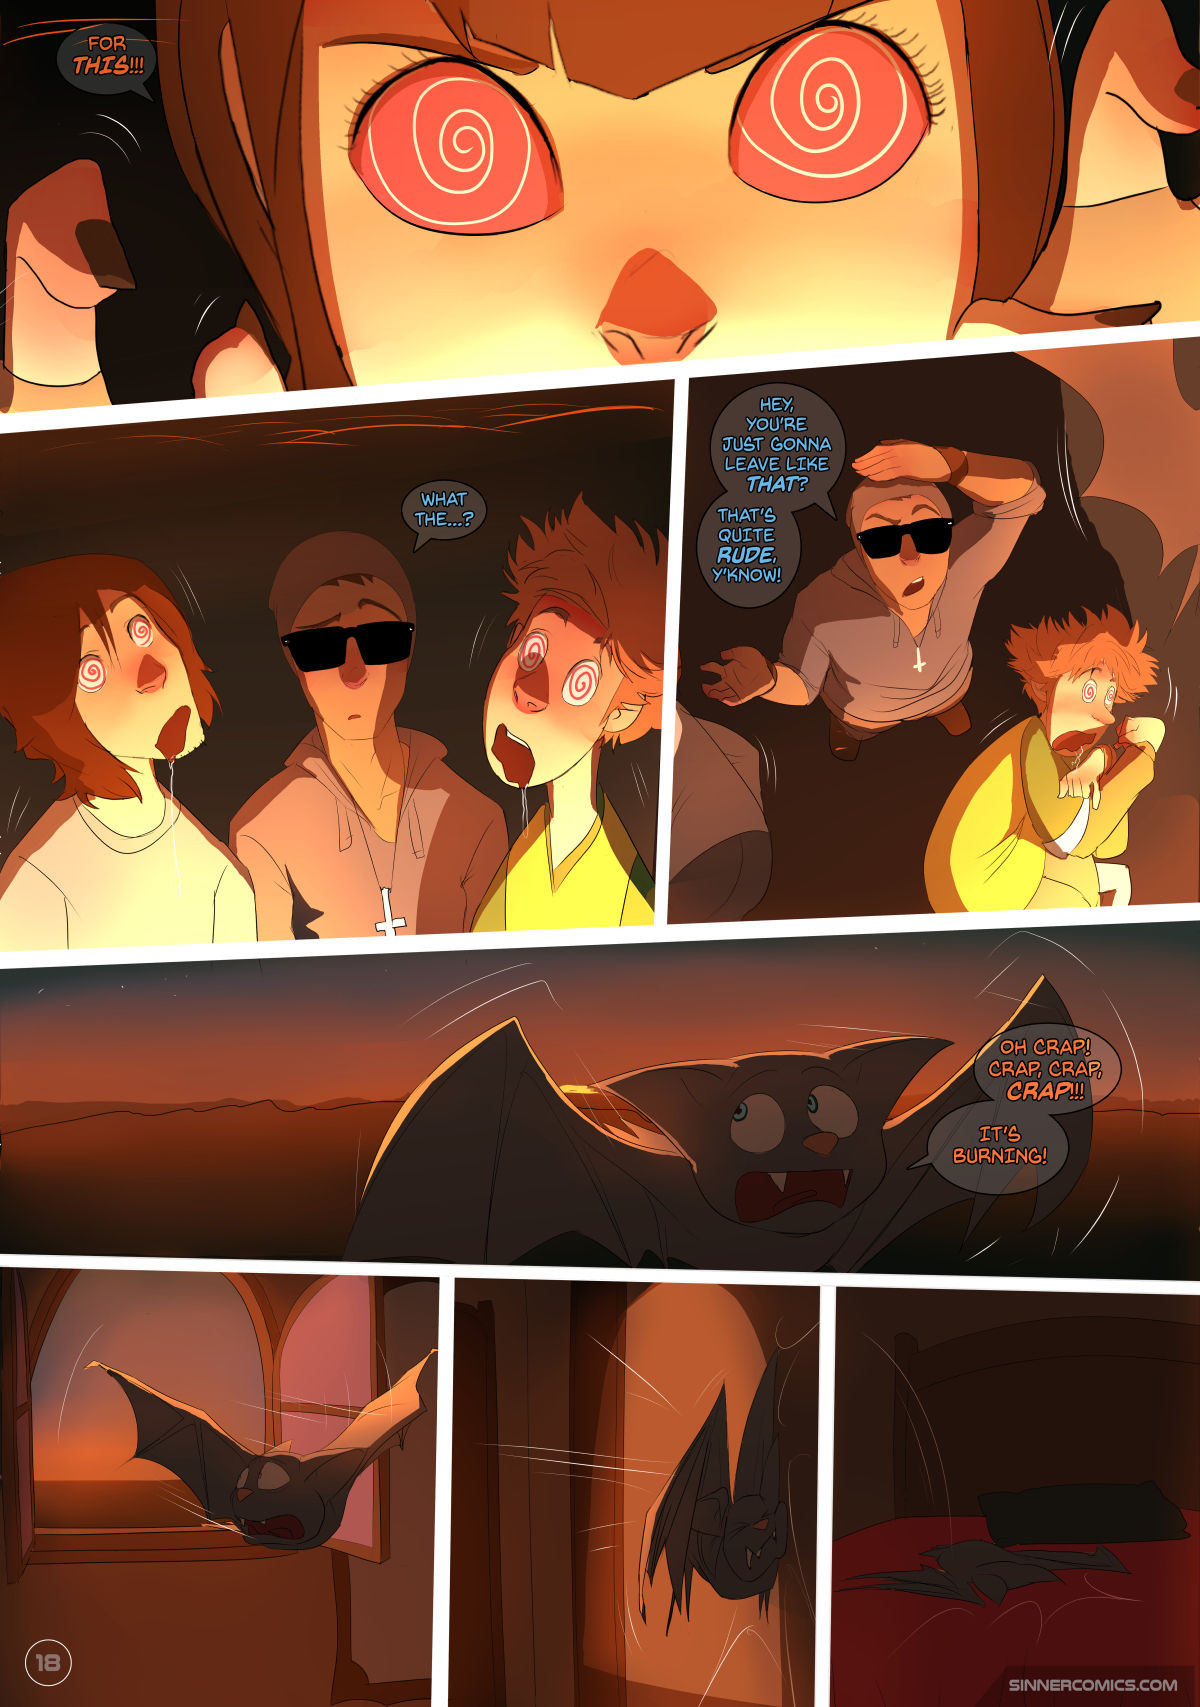 FOR
THIS!!!
WHAT
THE...?
HEY,
YOU'RE
JUST GONNA
LEAVE LIKE
THAT?
THAT'S
QUITE
RUDE,
Y'KNOW!
OH CRAP!
CRAP, CRAP,
CRAP!!!
IT'S
BURNING!
18
SINNERCOMICS.COM